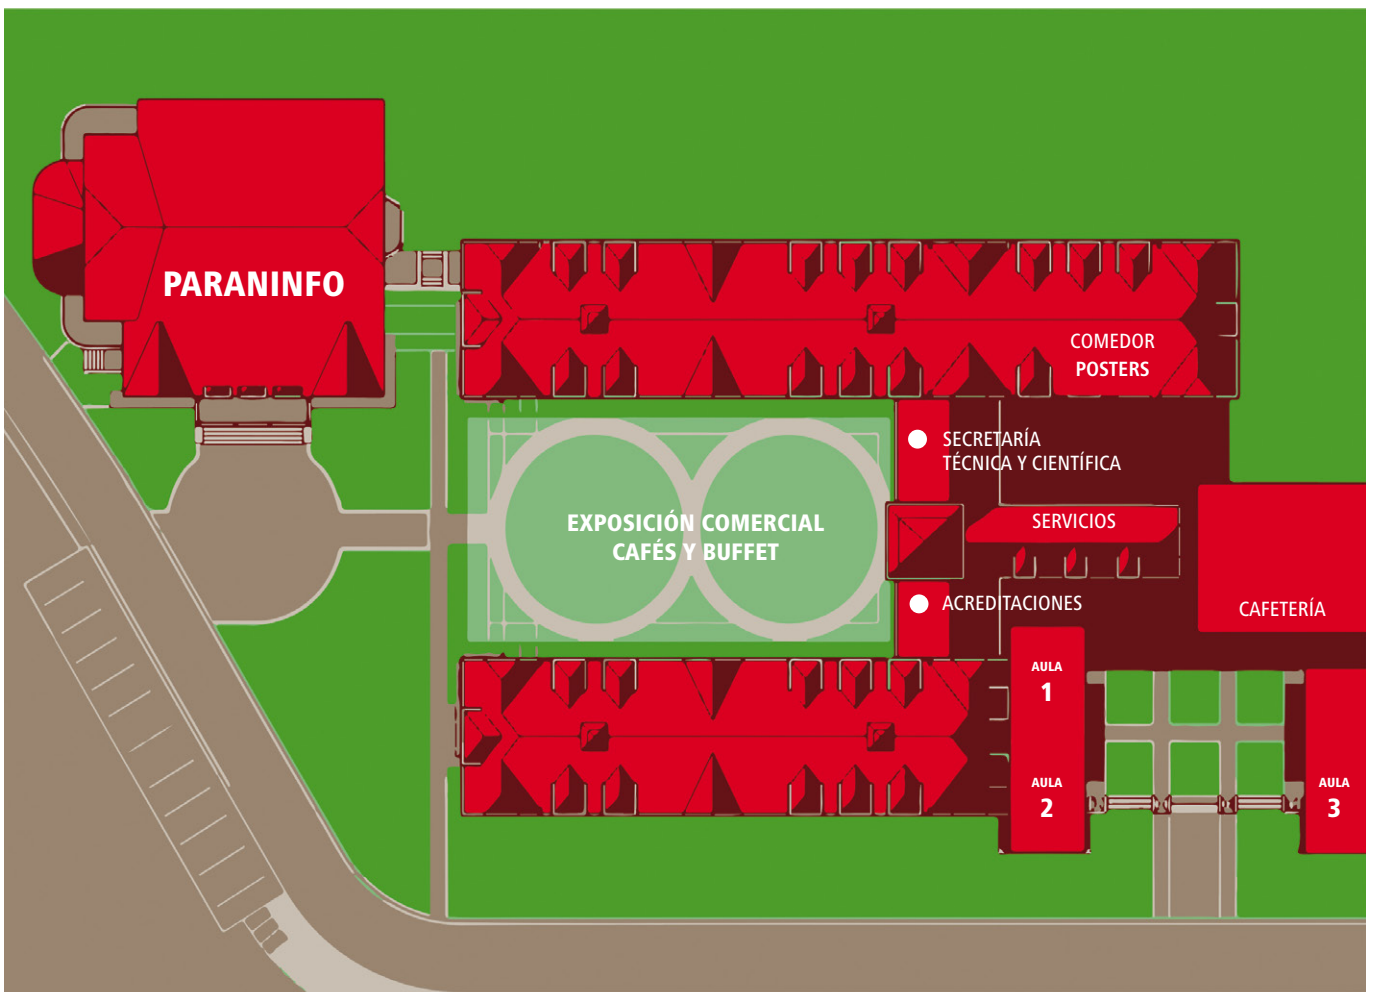 PARANINFO
COMEDOR
POSTERS
SECRETARÍA
TÉCNICA Y CIENTÍFICA
EXPOSICIÓN COMERCIAL
CAFÉS Y BUFFET
SERVICIOS
ACREDITACIONES
CAFETERÍA
AULA
1
AULA
2
AULA
3